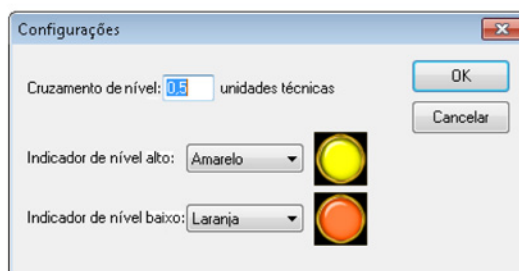 Configurações
Cruzamento de nível: 0,5 unidades técnicas
OK
Cancelar
Indicador de nível alto: Amarelo
Indicador de nível baixo: Laranja